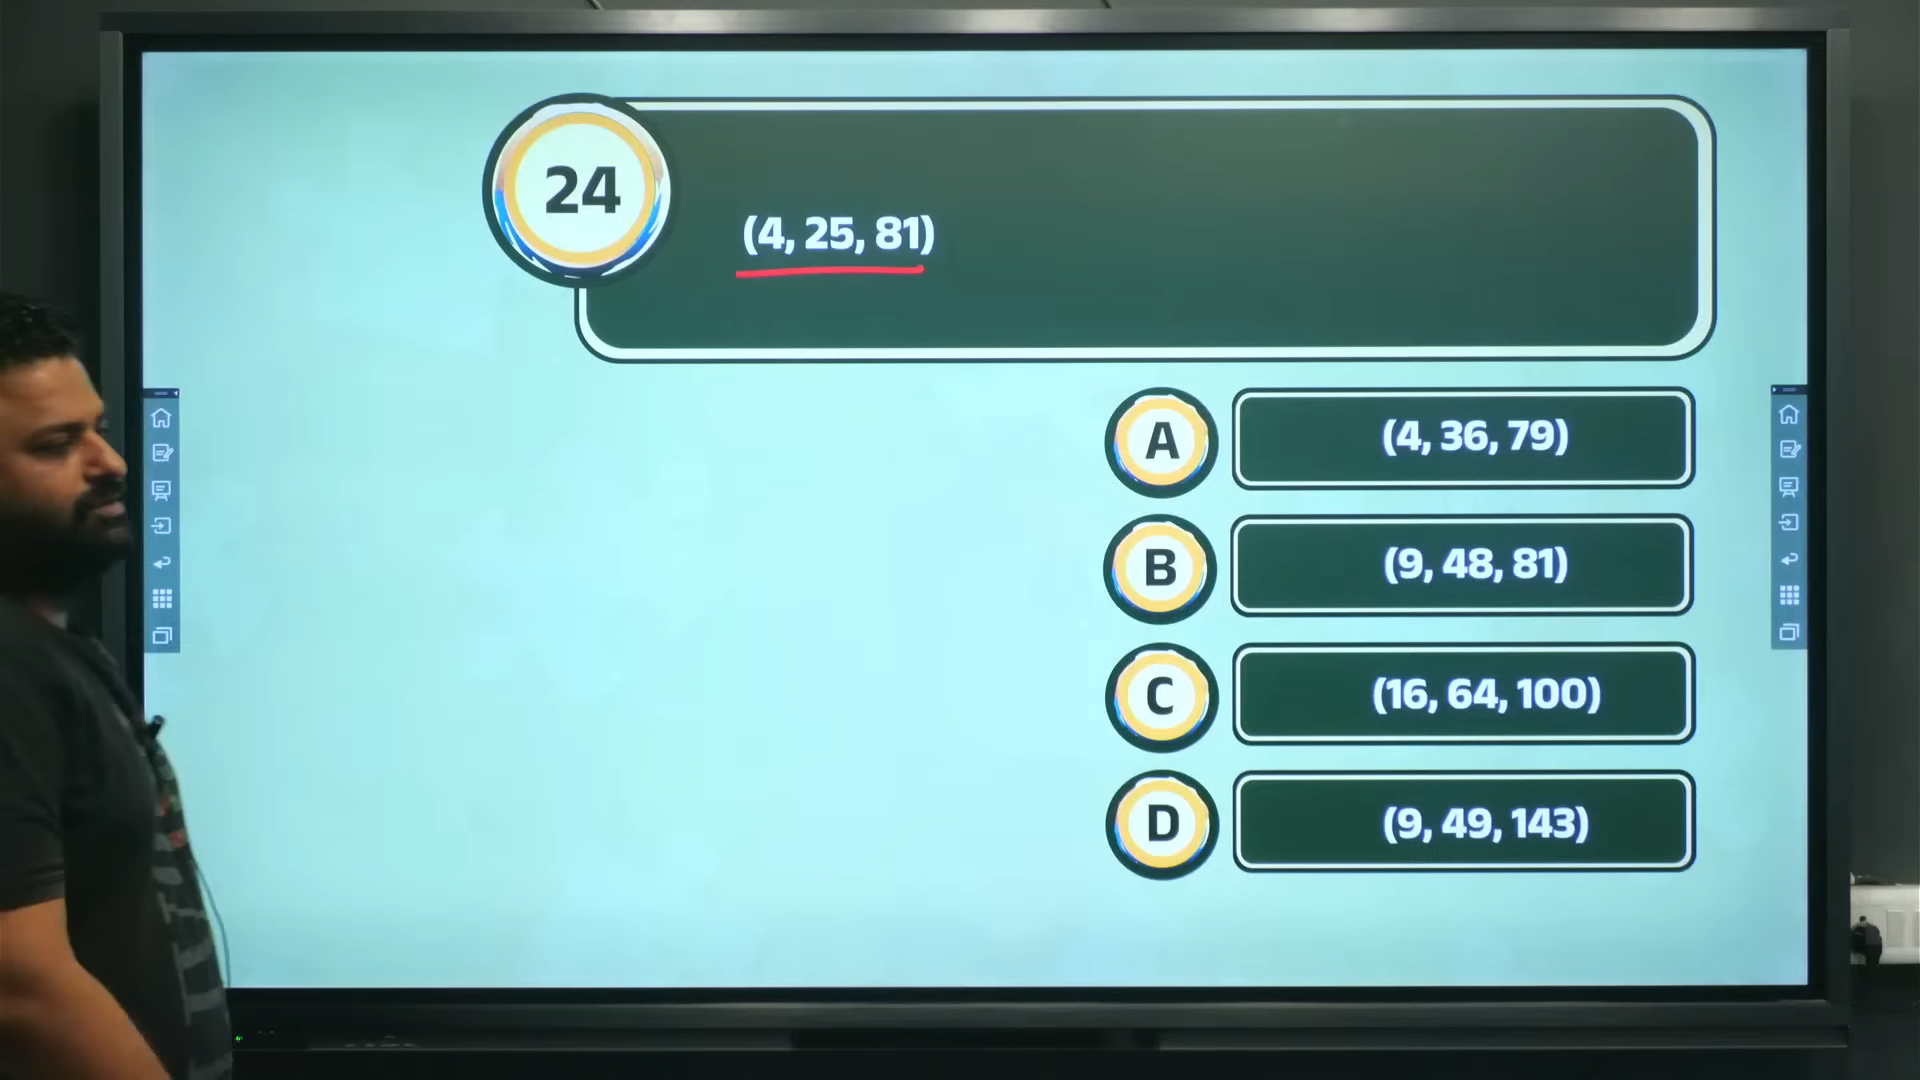 24
(4, 25, 81)
A
(4, 36, 79)
B
(9, 48, 81)
C
(16, 64, 100)
D
(9, 49, 143)